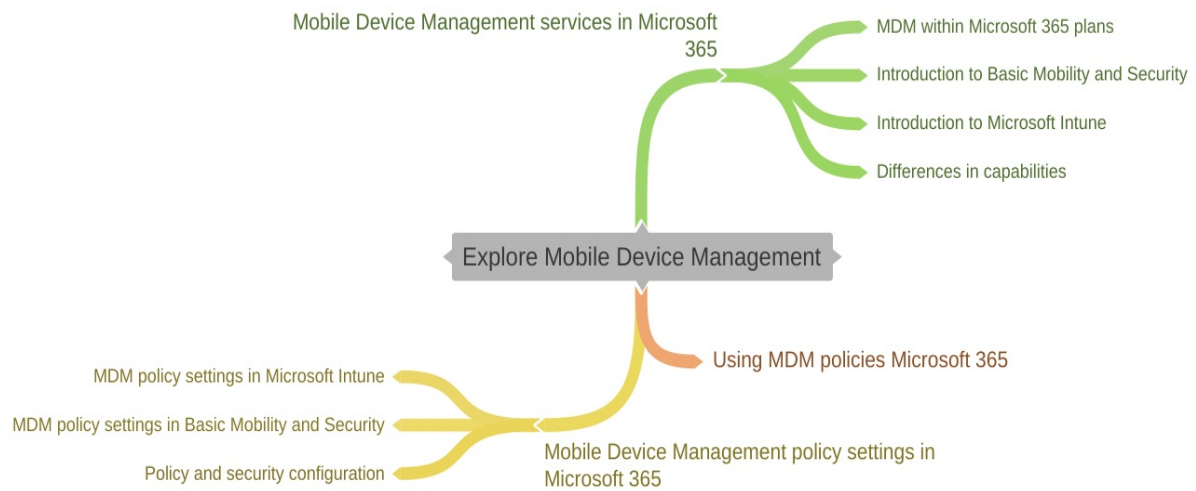 Mobile Device Management services in Microsoft
365
MDM within Microsoft 365 plans
Introduction to Basic Mobility and Security
Introduction to Microsoft Intune
Differences in capabilities
Explore Mobile Device Management
Using MDM policies Microsoft 365
Mobile Device Management policy settings in
Microsoft 365
MDM policy settings in Microsoft Intune
MDM policy settings in Basic Mobility and Security
Policy and security configuration